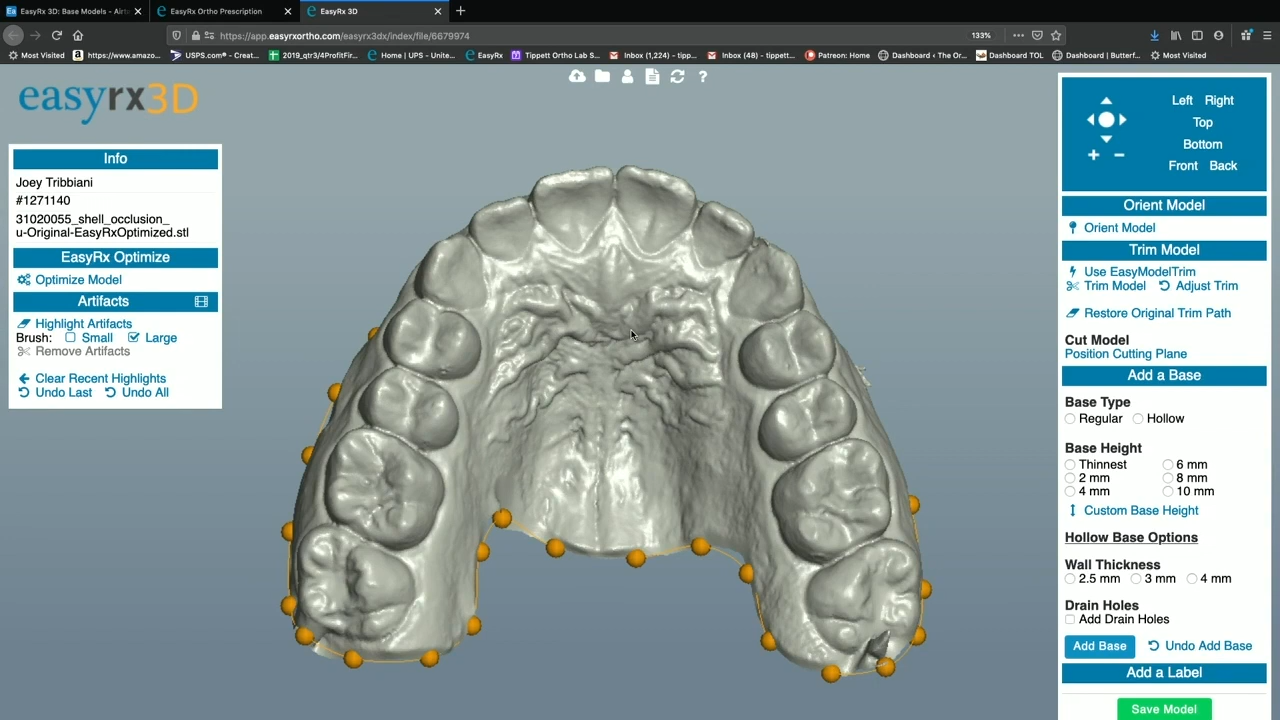 EasyRx 3D: Base Models - Airta
EasyRx Ortho Prescription
EasyRx 3D
https://app.easyrxortho.com/easyrx3dx/index/file/6679974
133%
Most Visited
https://www.amazo...
USPS.com® - Creat...
2019_qtr3/4ProfitFir...
Home | UPS - Unite...
EasyRx
Tippett Ortho Lab S...
Inbox (1,224) - tipp...
Inbox (48) - tippett...
Patreon: Home
Dashboard ‹ The Or...
Dashboard TOL
Dashboard | Butterf...
Most Visited
?
easyrx3D
Info
Joey Tribbiani
#1271140
31020055_shell_occlusion_
u-Original-EasyRxOptimized.stl
EasyRx Optimize
Optimize Model
Artifacts
Highlight Artifacts
Brush: Small Large
Remove Artifacts
Clear Recent Highlights
Undo Last Undo All
Left Right
Top
Bottom
Front Back
Orient Model
Orient Model
Trim Model
Use EasyModelTrim
Trim Model Adjust Trim
Restore Original Trim Path
Cut Model
Position Cutting Plane
Add a Base
Base Type
Regular Hollow
Base Height
Thinnest 6 mm
2 mm 8 mm
4 mm 10 mm
Custom Base Height
Hollow Base Options
Wall Thickness
2.5 mm 3 mm 4 mm
Drain Holes
Add Drain Holes
Add Base Undo Add Base
Add a Label
Save Model